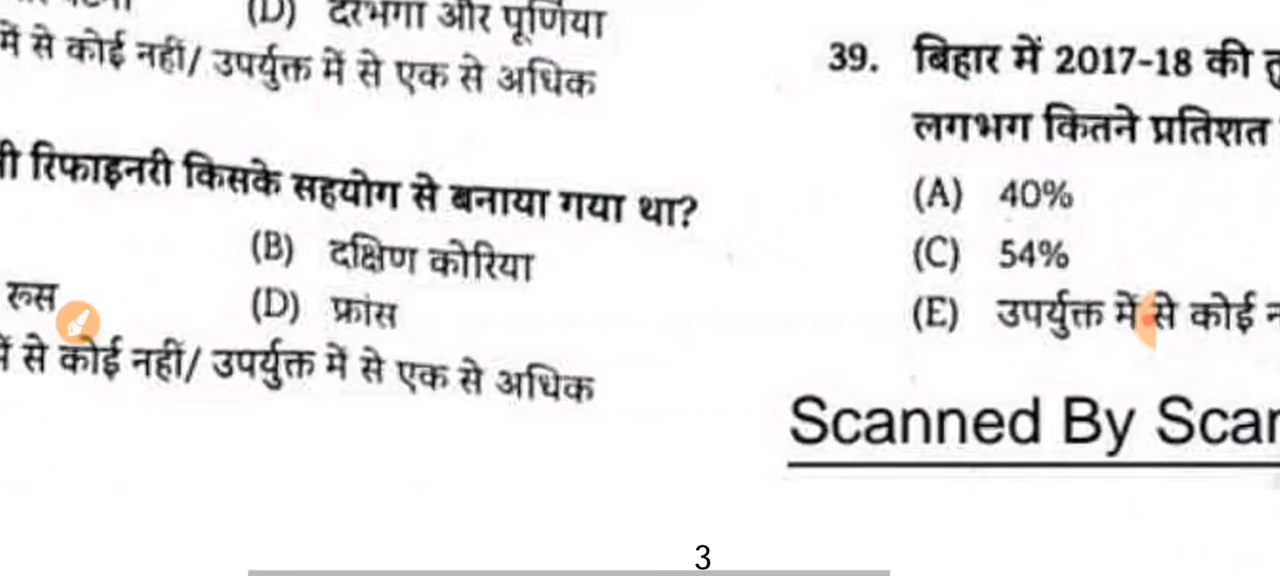 (D) दरभंगा और पूर्णिया
में से कोई नहीं/ उपर्युक्त में से एक से अधिक
रिफाइनरी किसके सहयोग से बनाया गया था?
(B) दक्षिण कोरिया
रूस (D) फ्रांस
में से कोई नहीं/ उपर्युक्त में से एक से अधिक
39. बिहार में 2017-18 की
लगभग कितने प्रतिशत
(A) 40%
(C) 54%
(E) उपर्युक्त में से कोई
Scanned By
3